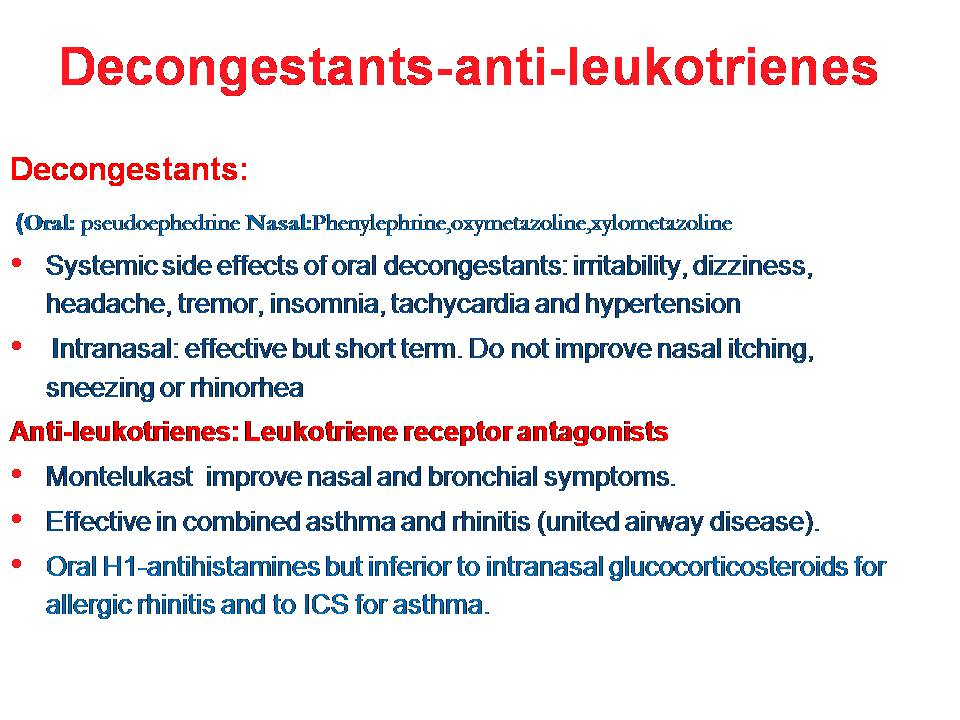 Decongestants-anti-leukotrienes
Decongestants:
(Oral: pseudoephedrine Nasal:Phenylephrine,oxymetazoline,xylometazoline
• Systemic side effects of oral decongestants: irritability, dizziness,
headache, tremor, insomnia, tachycardia and hypertension
• Intranasal: effective but short term. Do not improve nasal itching,
sneezing or rhinorhea
Anti-leukotrienes: Leukotriene receptor antagonists
• Montelukast improve nasal and bronchial symptoms.
• Effective in combined asthma and rhinitis (united airway disease).
• Oral H1-antihistamines but inferior to intranasal glucocorticosteroids for
allergic rhinitis and to ICS for asthma.